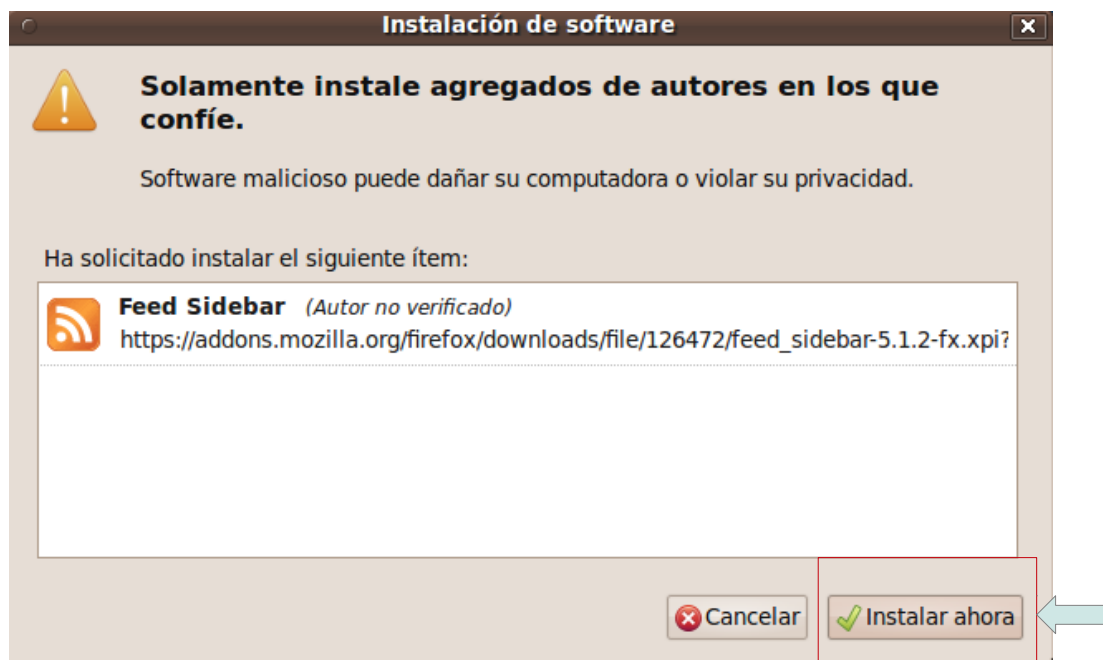 Instalación de software
Solamente instale agregados de autores en los que
confíe.
Software malicioso puede dañar su computadora o violar su privacidad.
Ha solicitado instalar el siguiente ítem:
Feed Sidebar (Autor no verificado)
https://addons.mozilla.org/firefox/downloads/file/126472/feed_sidebar-5.1.2-fx.xpi?
Cancelar Instalar ahora